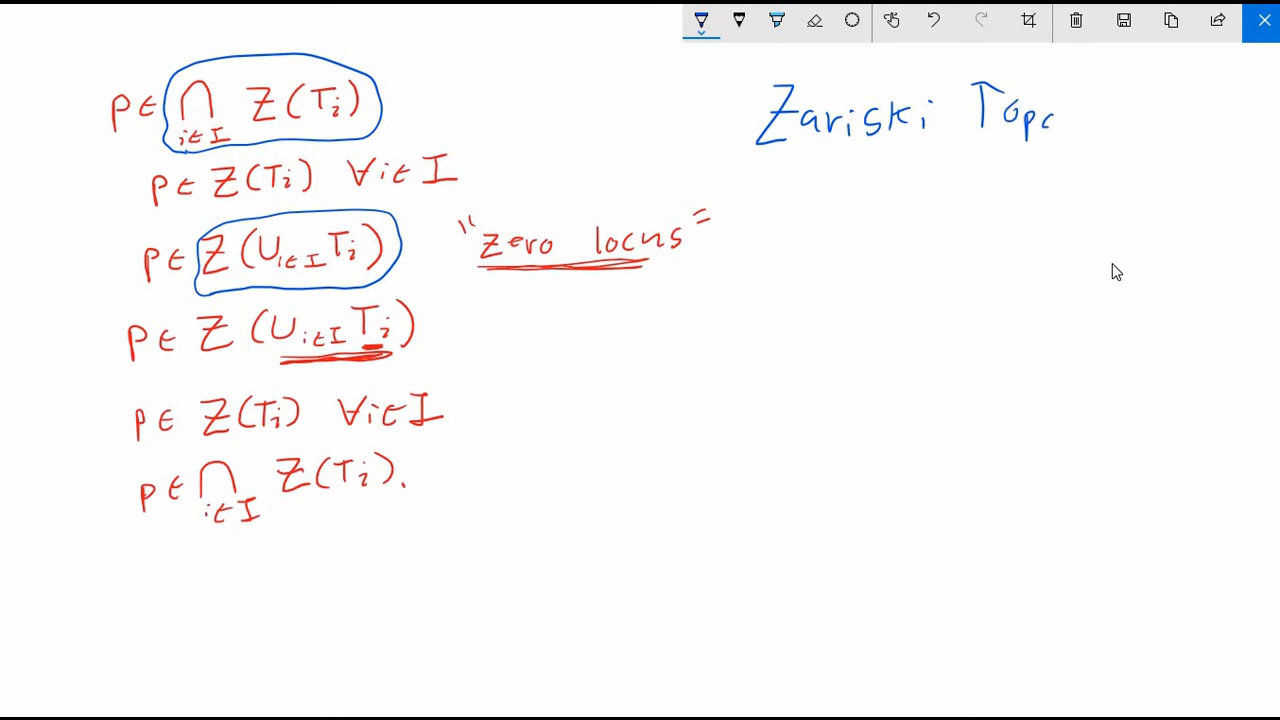 p ∈ ⋂_{i∈I} Z(T_i)
p ∈ Z(T_i) ∀i∈I
p ∈ Z(∪_{i∈I} T_i)
"zero locus"
p ∈ Z(∪_{i∈I} T_i)
p ∈ Z(T_i) ∀i∈I
p ∈ ⋂_{i∈I} Z(T_i).
Zariski Topo